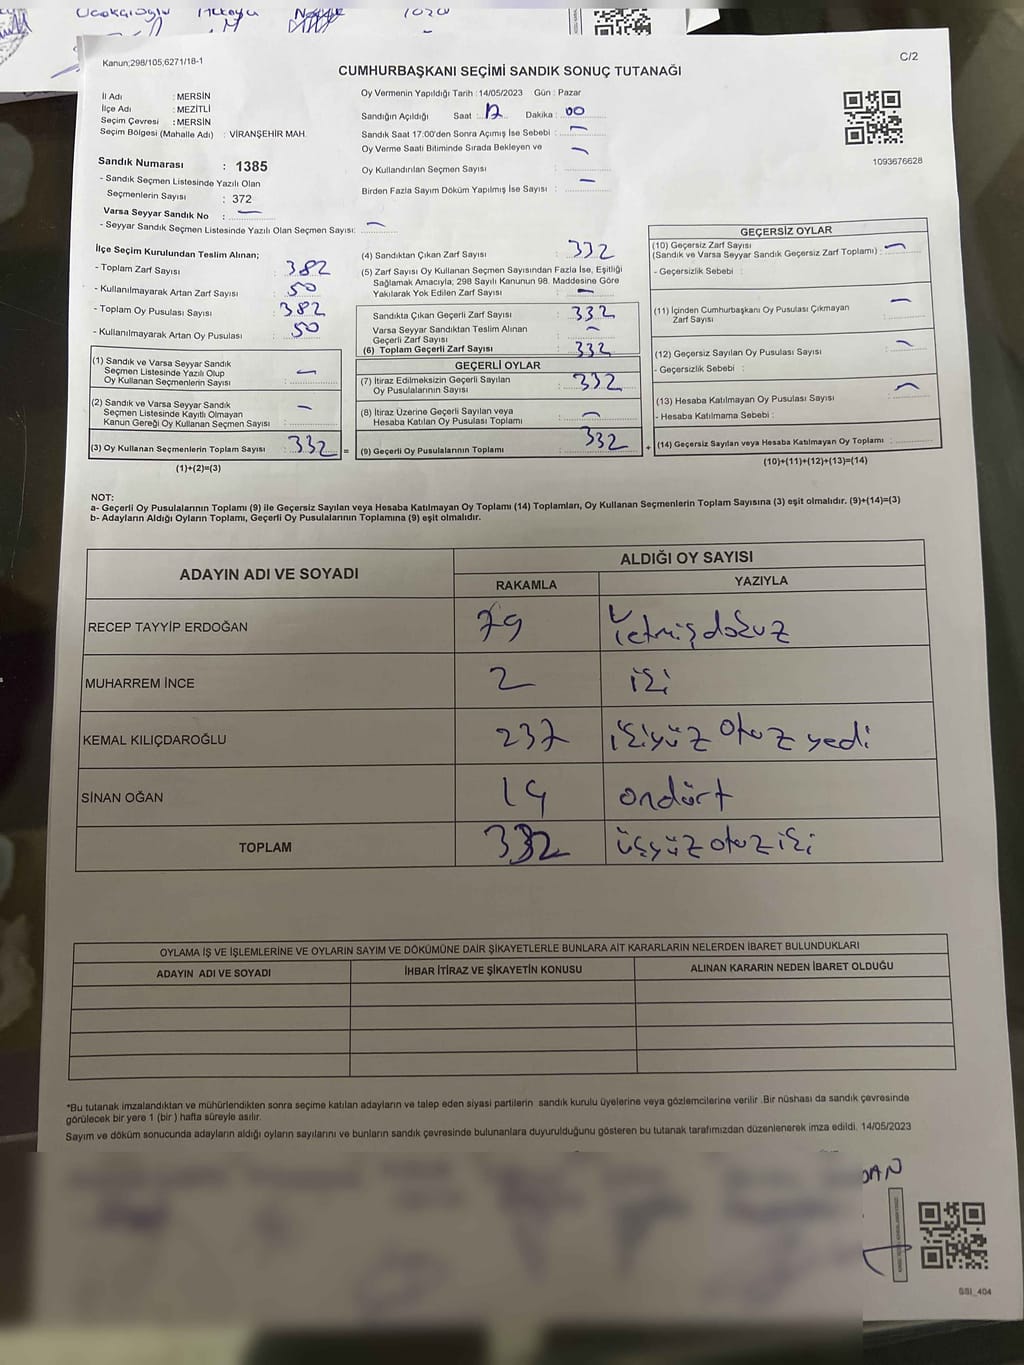 Kanun;298/105,6271/18-1
C/2
CUMHURBAŞKANI SEÇİMİ SANDIK SONUÇ TUTANAĞI
İl Adı : MERSİN
İlçe Adı : MEZİTLİ
Seçim Çevresi : MERSİN
Seçim Bölgesi (Mahalle Adı) : VİRANŞEHİR MAH.
Sandık Numarası : 1385
- Sandık Seçmen Listesinde Yazılı Olan
Seçmenlerin Sayısı : 372
Varsa Seyyar Sandık No : —
- Seyyar Sandık Seçmen Listesinde Yazılı Olan Seçmen Sayısı: —
Oy Vermenin Yapıldığı Tarih : 14/05/2023 Gün : Pazar
Sandığın Açıldığı Saat : Dakika : 00
Sandık Saat 17:00'den Sonra Açımış İse Sebebi : —
Oy Verme Saati Bitiminde Sırada Bekleyen ve —
Oy Kullandırılan Seçmen Sayısı :
Birden Fazla Sayım Döküm Yapılmış İse Sayısı : —
1093676628
İlçe Seçim Kurulundan Teslim Alınan;
- Toplam Zarf Sayısı : 382
- Kullanılmayarak Artan Zarf Sayısı : 50
- Toplam Oy Pusulası Sayısı : 382
- Kullanılmayarak Artan Oy Pusulası : 50
(1) Sandık ve Varsa Seyyar Sandık
Seçmen Listesinde Yazılı Olup —
Oy Kullanan Seçmenlerin Sayısı :
(2) Sandık ve Varsa Seyyar Sandık
Seçmen Listesinde Kayıtlı Olmayan —
Kanun Gereği Oy Kullanan Seçmen Sayısı :
(3) Oy Kullanan Seçmenlerin Toplam Sayısı : 332 =
(1)+(2)=(3)
(4) Sandıktan Çıkan Zarf Sayısı : 332
(5) Zarf Sayısı Oy Kullanan Seçmen Sayısından Fazla İse, Eşitliği
Sağlamak Amacıyla; 298 Sayılı Kanunun 98. Maddesine Göre
Yakılarak Yok Edilen Zarf Sayısı : —
Sandıkta Çıkan Geçerli Zarf Sayısı : 332
Varsa Seyyar Sandıktan Teslim Alınan
Geçerli Zarf Sayısı : —
(6) Toplam Geçerli Zarf Sayısı : 332
GEÇERLİ OYLAR
(7) İtiraz Edilmeksizin Geçerli Sayılan
Oy Pusulalarının Sayısı : 332
(8) İtiraz Üzerine Geçerli Sayılan veya
Hesaba Katılan Oy Pusulası Toplamı : —
(9) Geçerli Oy Pusulalarının Toplamı : 332 +
GEÇERSİZ OYLAR
(10) Geçersiz Zarf Sayısı
(Sandık ve Varsa Seyyar Sandık Geçersiz Zarf Toplamı) : —
- Geçersizlik Sebebi :
(11) İçinden Cumhurbaşkanı Oy Pusulası Çıkmayan
Zarf Sayısı : —
(12) Geçersiz Sayılan Oy Pusulası Sayısı : —
- Geçersizlik Sebebi :
(13) Hesaba Katılmayan Oy Pusulası Sayısı : —
- Hesaba Katılmama Sebebi :
(14) Geçersiz Sayılan veya Hesaba Katılmayan Oy Toplamı :
(10)+(11)+(12)+(13)=(14)
NOT:
a- Geçerli Oy Pusulalarının Toplamı (9) ile Geçersiz Sayılan veya Hesaba Katılmayan Oy Toplamı (14) Toplamları, Oy Kullanan Seçmenlerin Toplam Sayısına (3) eşit olmalıdır. (9)+(14)=(3)
b- Adayların Aldığı Oyların Toplamı, Geçerli Oy Pusulalarının Toplamına (9) eşit olmalıdır.
ADAYIN ADI VE SOYADI
ALDIĞI OY SAYISI
RAKAMLA YAZIYLA
RECEP TAYYİP ERDOĞAN 79 Yetmişdokuz
MUHARREM İNCE 2 iki
KEMAL KILIÇDAROĞLU 237 ikiyüz otuz yedi
SİNAN OĞAN 14 ondört
TOPLAM 332 üçyüz otuz iki
OYLAMA İŞ VE İŞLEMLERİNE VE OYLARIN SAYIM VE DÖKÜMÜNE DAİR ŞİKAYETLERLE BUNLARA AİT KARARLARIN NELERDEN İBARET BULUNDUKLARI
ADAYIN ADI VE SOYADI İHBAR İTİRAZ VE ŞİKAYETİN KONUSU ALINAN KARARIN NEDEN İBARET OLDUĞU
*Bu tutanak imzalandıktan ve mühürlendikten sonra seçime katılan adayların ve talep eden siyasi partilerin sandık kurulu üyelerine veya gözlemcilerine verilir .Bir nüshası da sandık çevresinde
görülecek bir yere 1 (bir ) hafta süreyle asılır.
Sayım ve döküm sonucunda adayların aldığı oyların sayılarını ve bunların sandık çevresinde bulunanlara duyurulduğunu gösteren bu tutanak tarafımızdan düzenlenerek imza edildi. 14/05/2023
SSİ_404